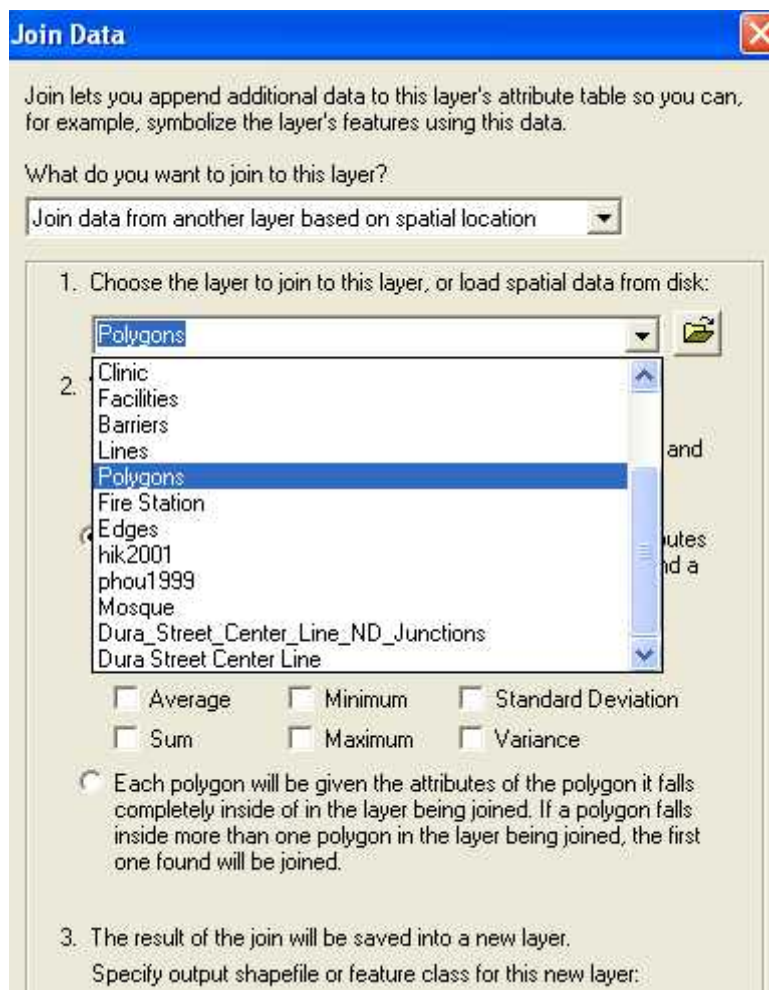 Join Data
Join lets you append additional data to this layer's attribute table so you can,
for example, symbolize the layer's features using this data.
What do you want to join to this layer?
Join data from another layer based on spatial location
1. Choose the layer to join to this layer, or load spatial data from disk:
Polygons
2.
Clinic
Facilities
Barriers
Lines
and
Polygons
Fire Station
Edges
hik2001
phou1999
Mosque
Dura_Street_Center_Line_ND_Junctions
Dura Street Center Line
Average Minimum Standard Deviation
Sum Maximum Variance
Each polygon will be given the attributes of the polygon it falls
completely inside of in the layer being joined. If a polygon falls
inside more than one polygon in the layer being joined, the first
one found will be joined.
3. The result of the join will be saved into a new layer.
Specify output shapefile or feature class for this new layer: